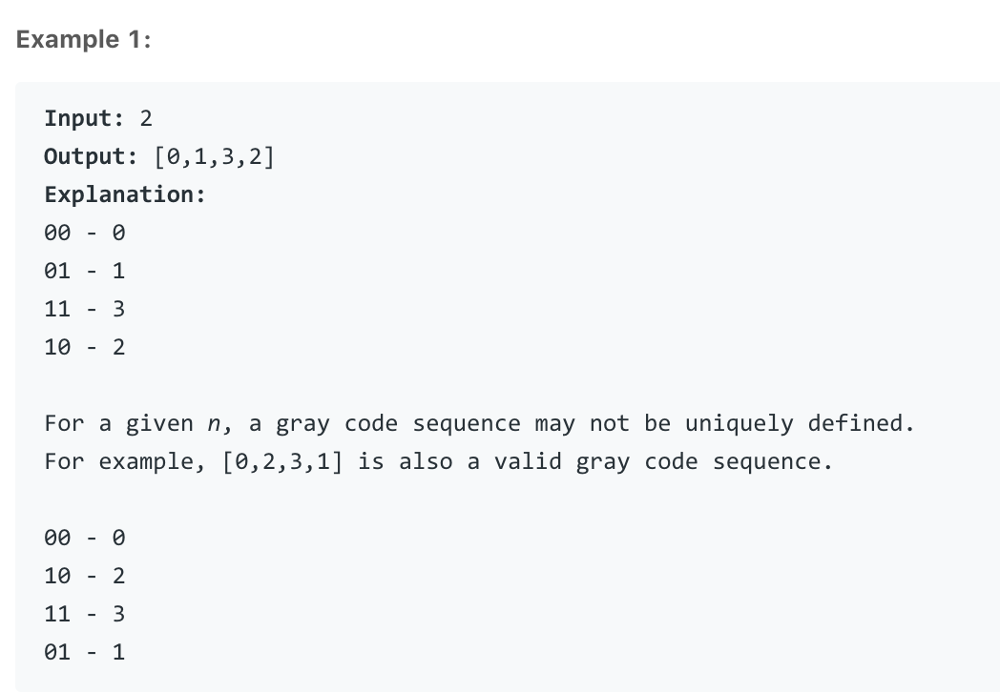 Example 1:
Input: 2
Output: [0,1,3,2]
Explanation:
00 - 0
01 - 1
11 - 3
10 - 2
For a given n, a gray code sequence may not be uniquely defined.
For example, [0,2,3,1] is also a valid gray code sequence.
00 - 0
10 - 2
11 - 3
01 - 1